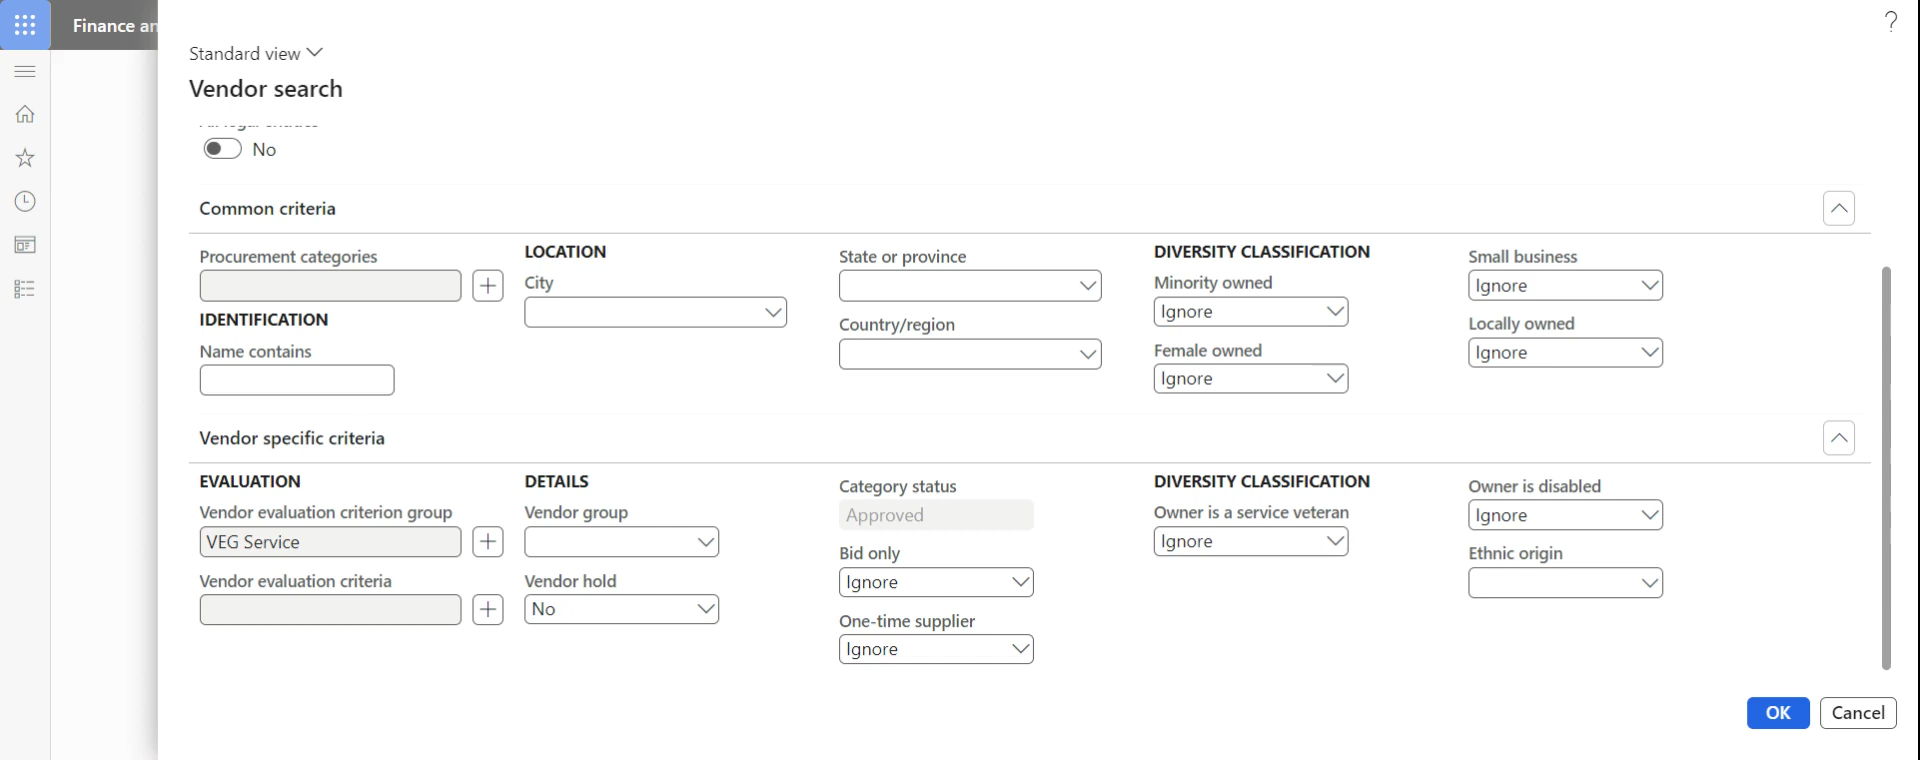 Finance an
?
Standard view
Vendor search
No
Common criteria
Procurement categories
IDENTIFICATION
Name contains
LOCATION
City
State or province
Country/region
DIVERSITY CLASSIFICATION
Minority owned
Ignore
Female owned
Ignore
Small business
Ignore
Locally owned
Ignore
Vendor specific criteria
EVALUATION
Vendor evaluation criterion group
VEG Service
Vendor evaluation criteria
DETAILS
Vendor group
Vendor hold
No
Category status
Approved
Bid only
Ignore
One-time supplier
Ignore
DIVERSITY CLASSIFICATION
Owner is a service veteran
Ignore
Owner is disabled
Ignore
Ethnic origin
OK
Cancel